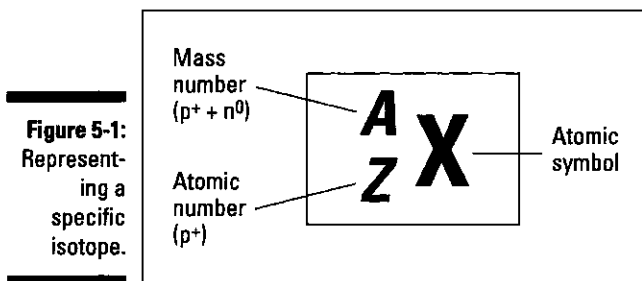 Figure 5-1:
Represent-
ing a
specific
isotope.
Mass
number
(p⁺ + n⁰)
Atomic
number
(p⁺)
A
Z
X
Atomic
symbol